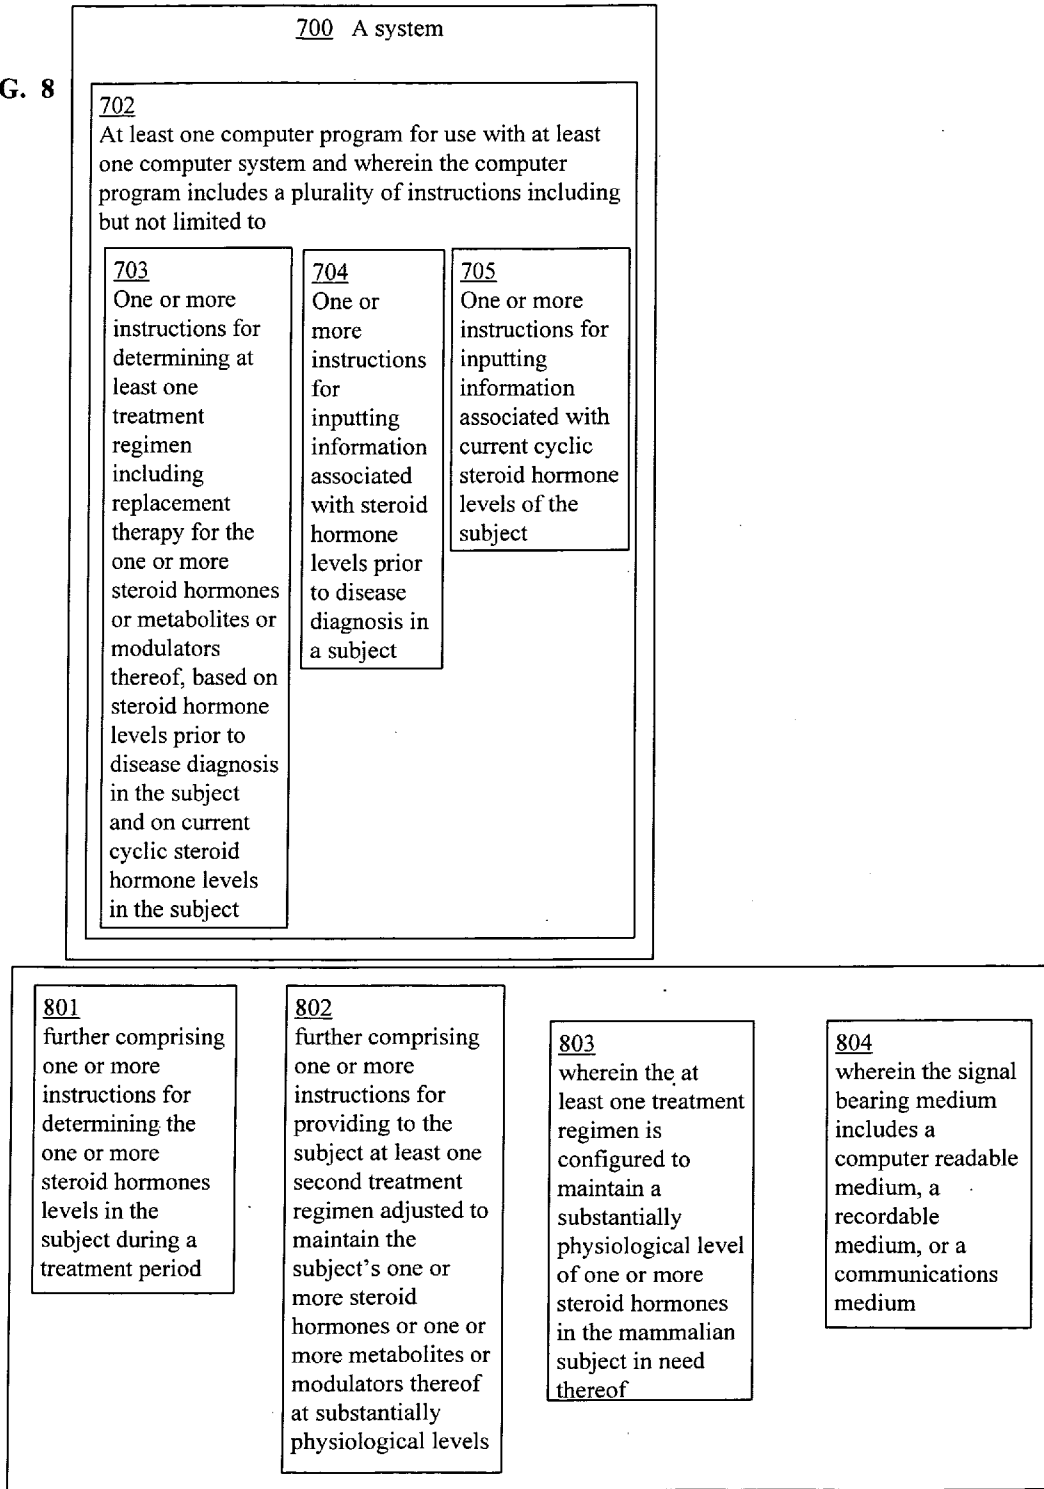 700 A system
G. 8
702
At least one computer program for use with at least
one computer system and wherein the computer
program includes a plurality of instructions including
but not limited to
703
One or more
instructions for
determining at
least one
treatment
regimen
including
replacement
therapy for the
one or more
steroid hormones
or metabolites or
modulators
thereof, based on
steroid hormone
levels prior to
disease diagnosis
in the subject
and on current
cyclic steroid
hormone levels
in the subject
704
One or
more
instructions
for
inputting
information
associated
with steroid
hormone
levels prior
to disease
diagnosis in
a subject
705
One or more
instructions for
inputting
information
associated with
current cyclic
steroid hormone
levels of the
subject
801
further comprising
one or more
instructions for
determining the
one or more
steroid hormones
levels in the
subject during a
treatment period
802
further comprising
one or more
instructions for
providing to the
subject at least one
second treatment
regimen adjusted to
maintain the
subject's one or
more steroid
hormones or one or
more metabolites or
modulators thereof
at substantially
physiological levels
803
wherein the at
least one treatment
regimen is
configured to
maintain a
substantially
physiological level
of one or more
steroid hormones
in the mammalian
subject in need
thereof
804
wherein the signal
bearing medium
includes a
computer readable
medium, a
recordable
medium, or a
communications
medium